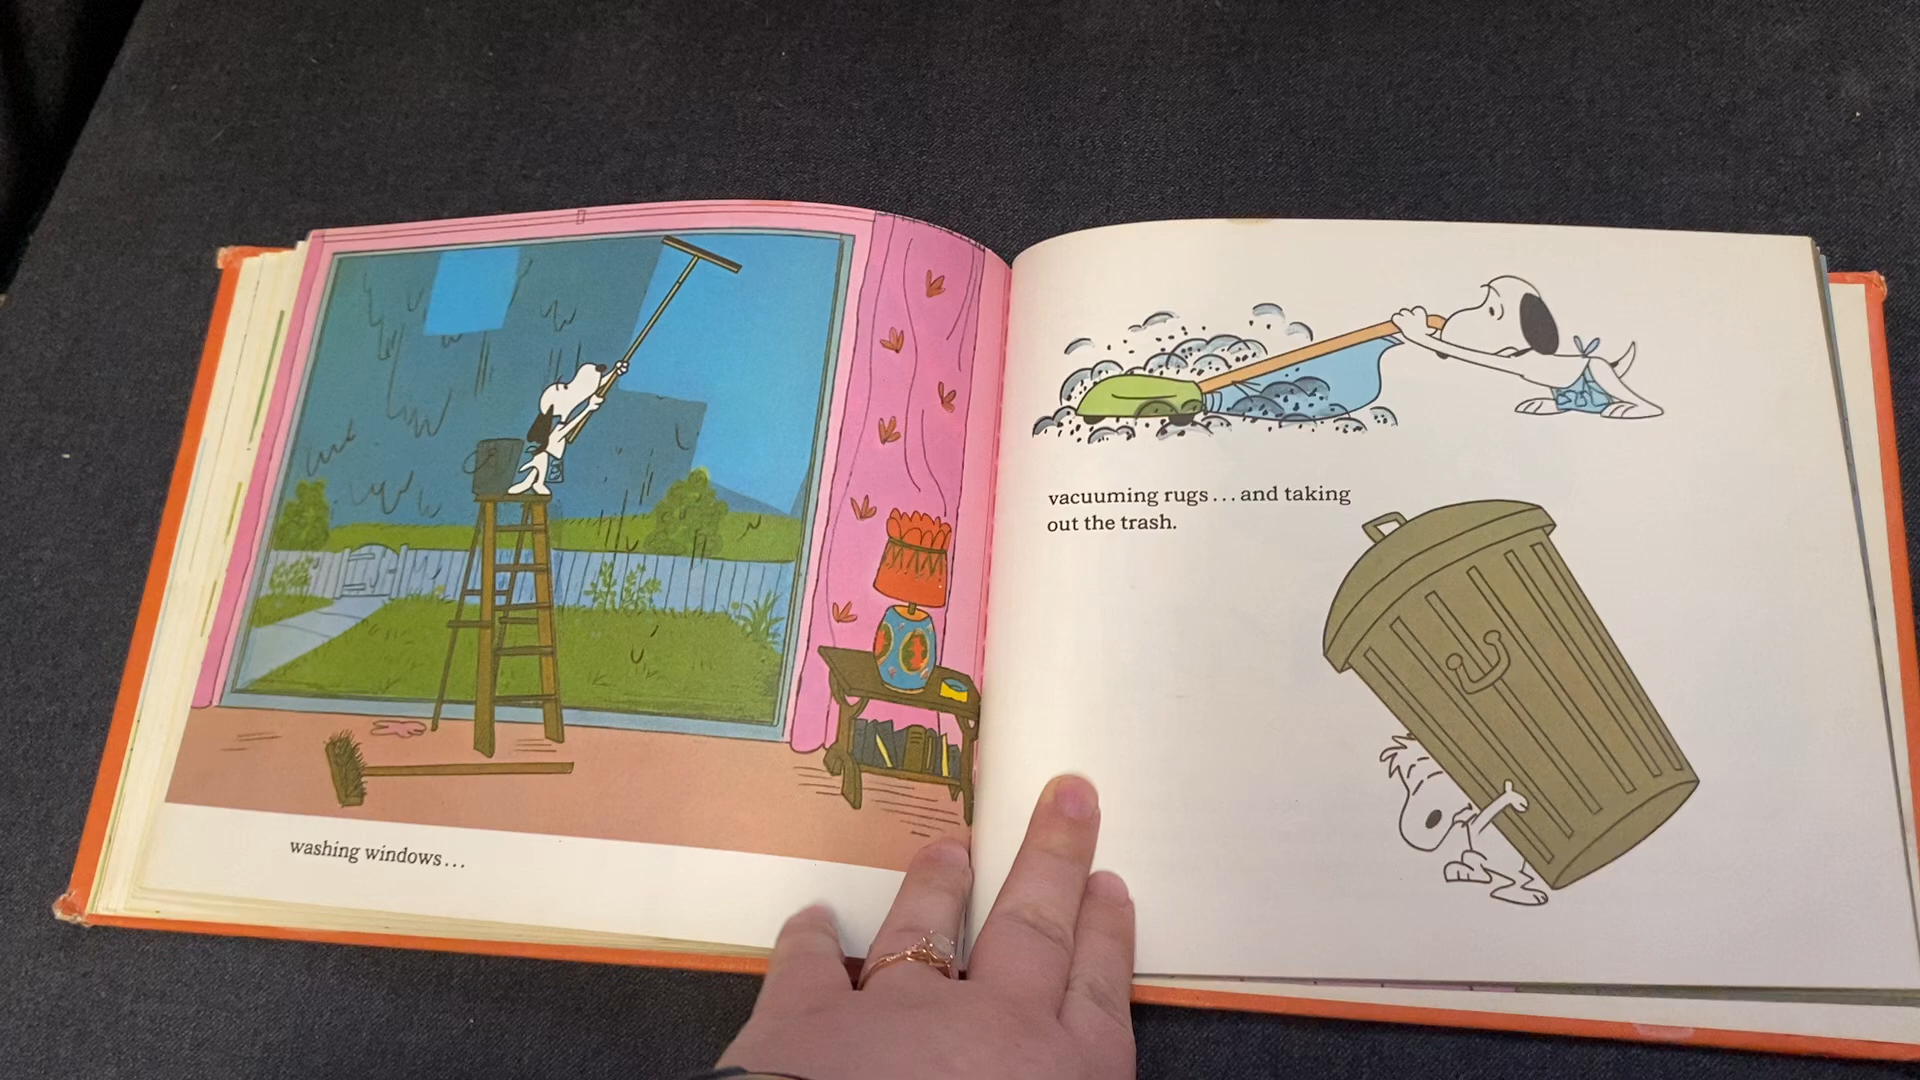 washing windows...
vacuuming rugs...and taking
out the trash.